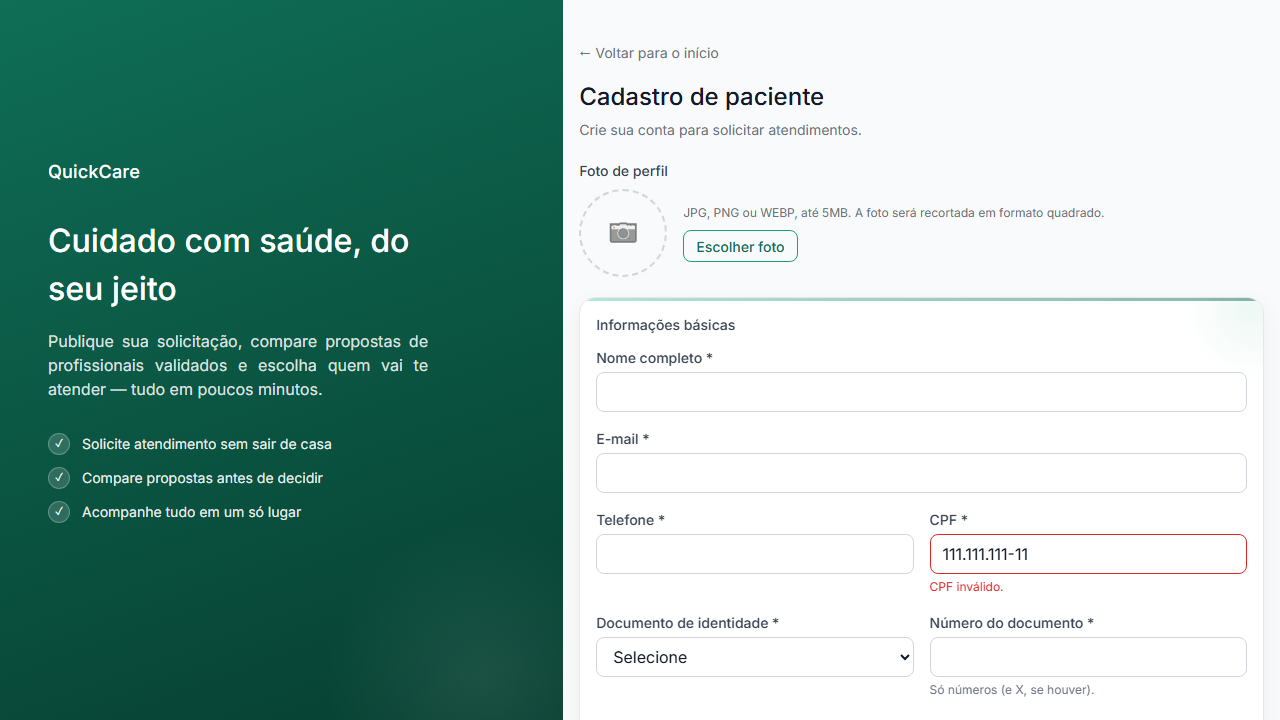 QuickCare
Cuidado com saúde, do
seu jeito
Publique sua solicitação, compare propostas de
profissionais validados e escolha quem vai te
atender — tudo em poucos minutos.
✓ Solicite atendimento sem sair de casa
✓ Compare propostas antes de decidir
✓ Acompanhe tudo em um só lugar
← Voltar para o início
Cadastro de paciente
Crie sua conta para solicitar atendimentos.
Foto de perfil
JPG, PNG ou WEBP, até 5MB. A foto será recortada em formato quadrado.
Escolher foto
Informações básicas
Nome completo *
E-mail *
Telefone *
CPF *
111.111.111-11
CPF inválido.
Documento de identidade *
Selecione
Número do documento *
Só números (e X, se houver).